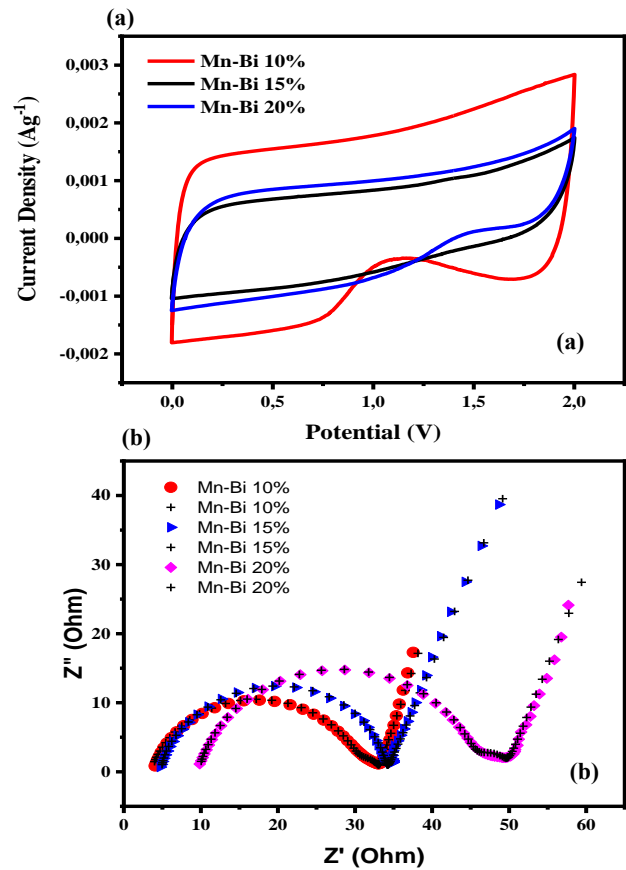 (a)
Mn-Bi 10%
Mn-Bi 15%
Mn-Bi 20%
0,003
0,002
0,001
0,000
-0,001
-0,002
Current Density (Ag⁻¹)
(a)
0,0 0,5 1,0 1,5 2,0
Potential (V)
(b)
Mn-Bi 10%
Mn-Bi 10%
Mn-Bi 15%
Mn-Bi 15%
Mn-Bi 20%
Mn-Bi 20%
40
30
20
10
0
Z'' (Ohm)
(b)
0 10 20 30 40 50 60
Z' (Ohm)